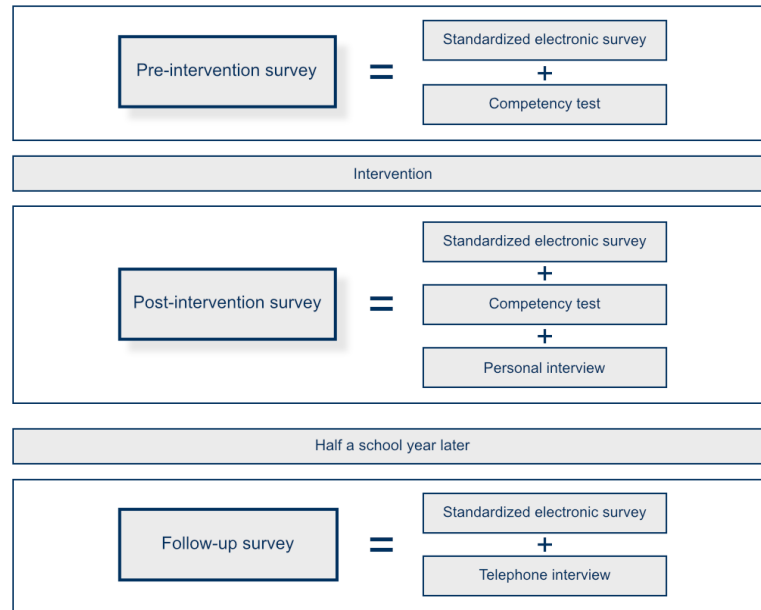 Pre-intervention survey
=
Standardized electronic survey
+
Competency test
Intervention
Post-intervention survey
=
Standardized electronic survey
+
Competency test
+
Personal interview
Half a school year later
Follow-up survey
=
Standardized electronic survey
+
Telephone interview